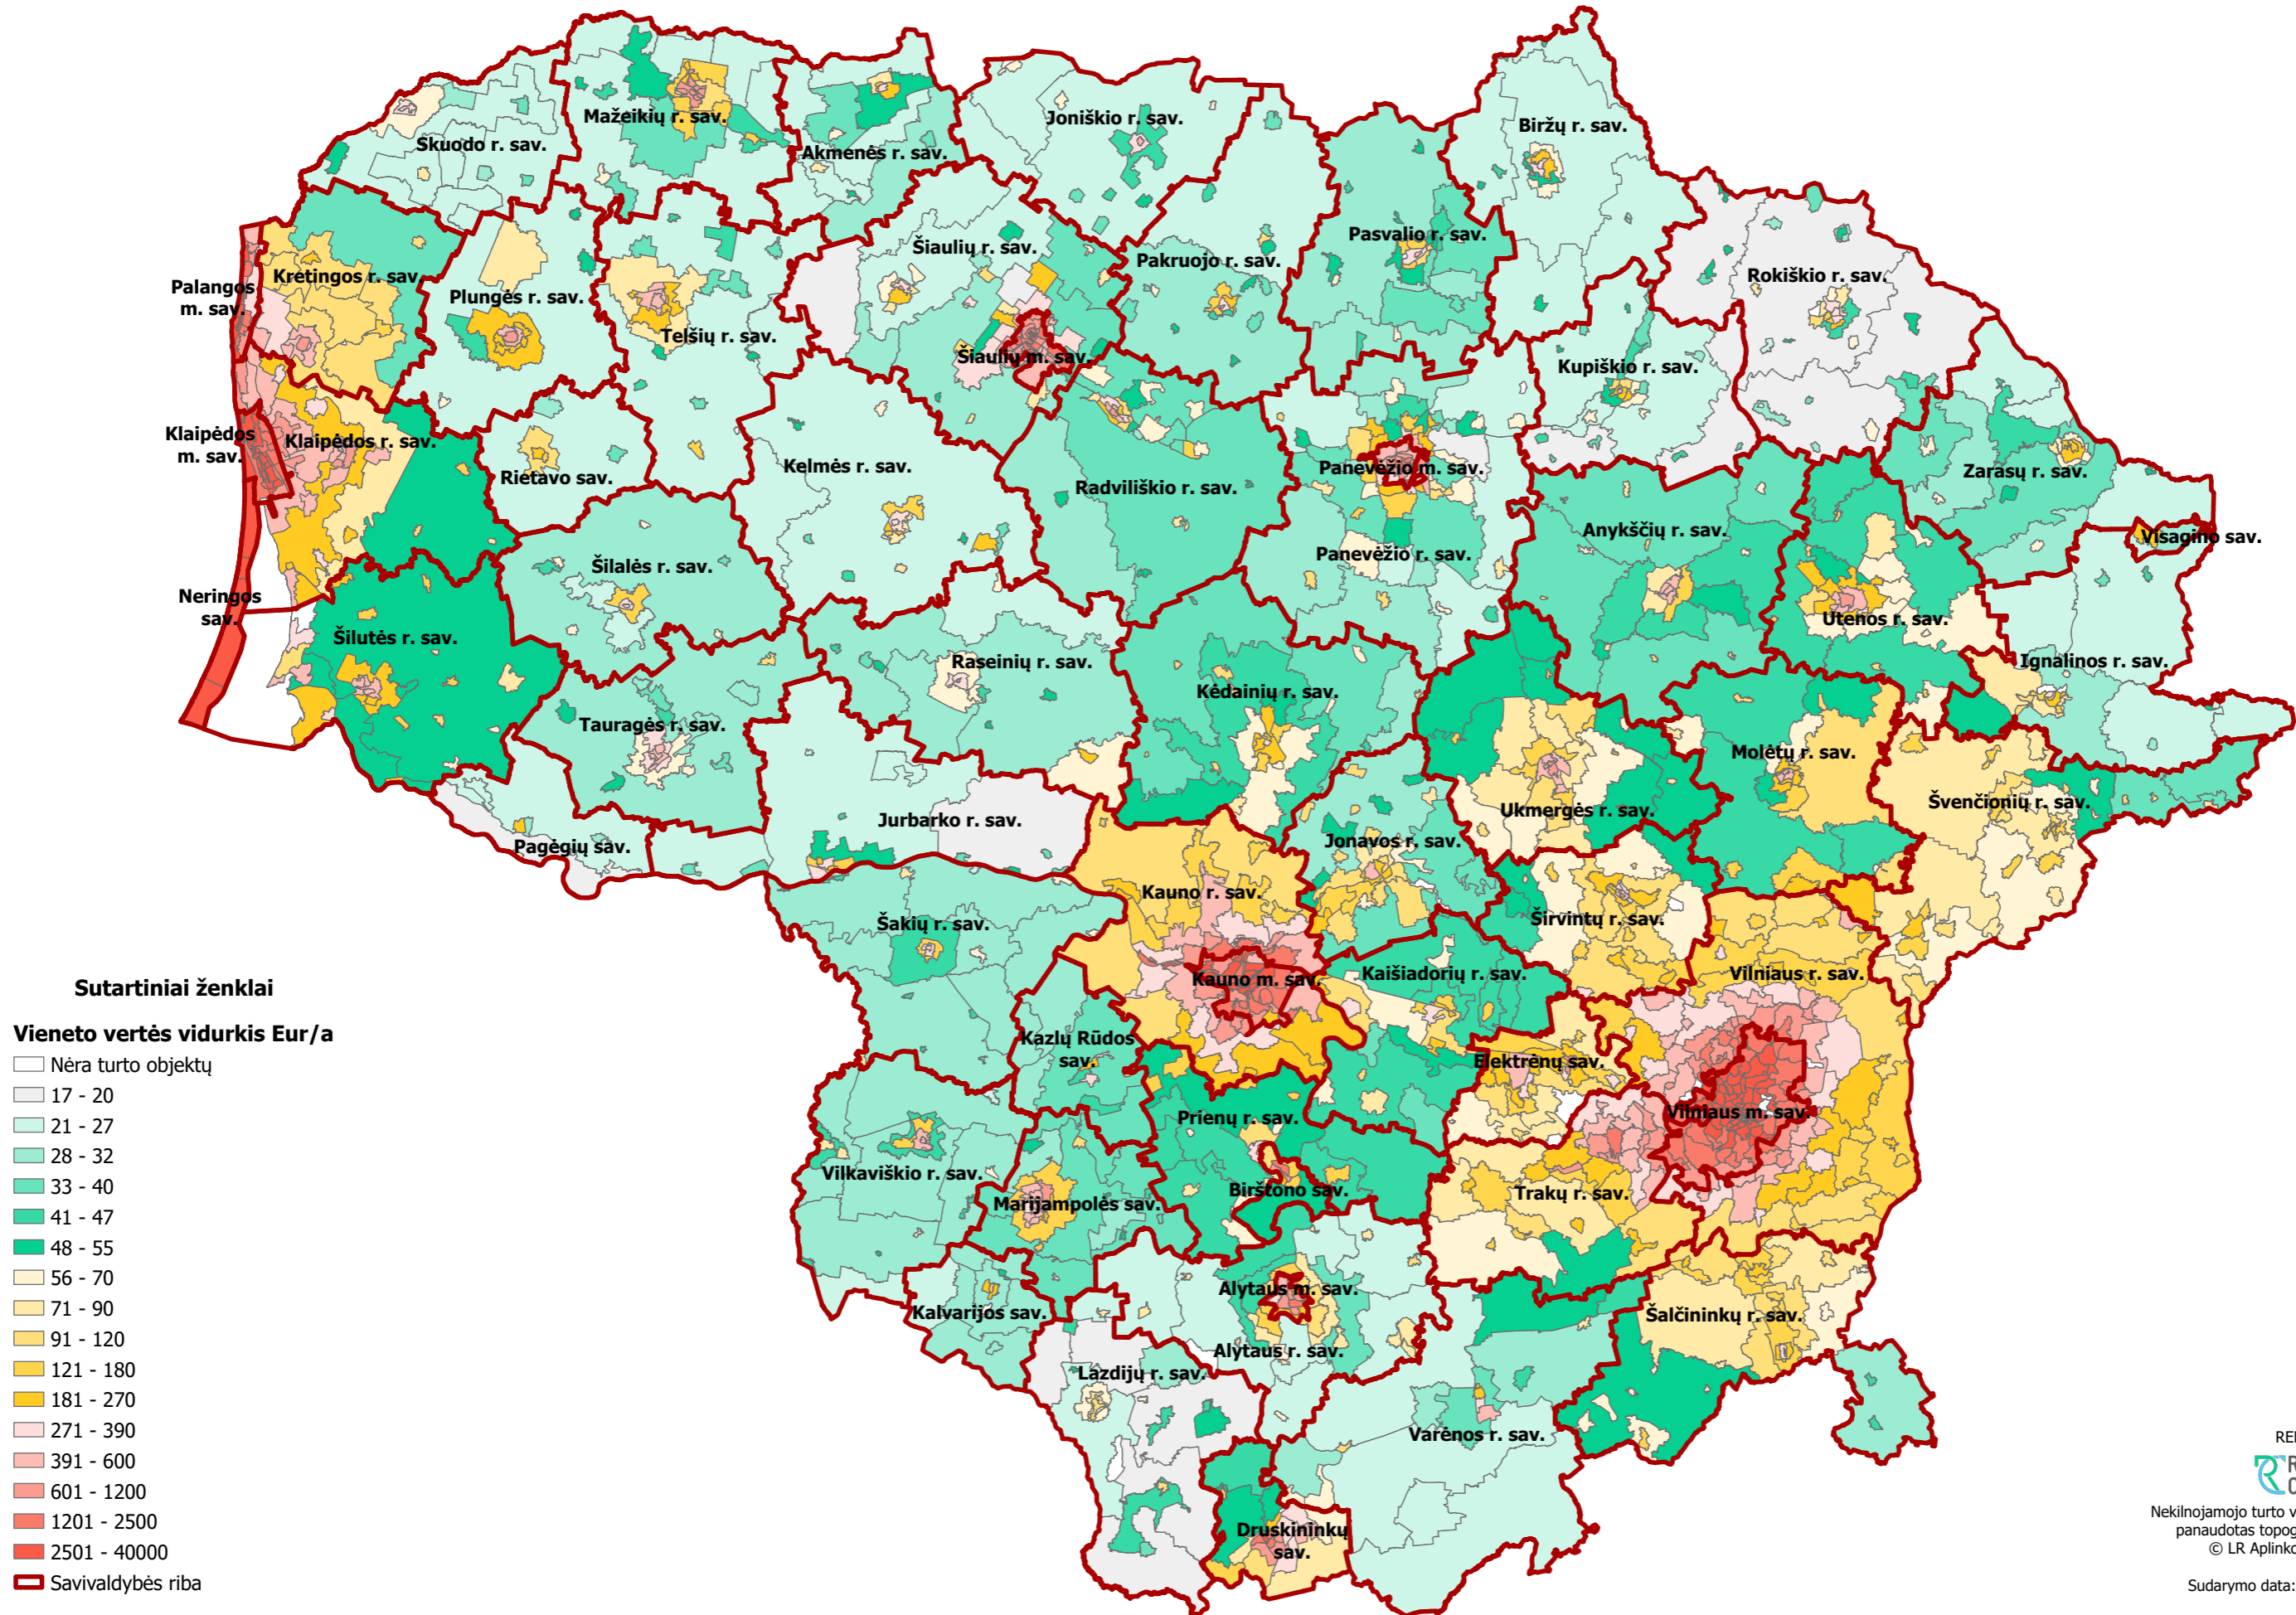 Skuodo r. sav.
Mažeikių r. sav.
Akmenės r. sav.
Joniškio r. sav.
Biržų r. sav.
Palangos
m. sav.
Kretingos r. sav.
Plungės r. sav.
Telšių r. sav.
Šiaulių r. sav.
Šiaulių m. sav.
Pakruojo r. sav.
Pasvalio r. sav.
Rokiškio r. sav.
Kupiškio r. sav.
Klaipėdos
m. sav.
Klaipėdos r. sav.
Rietavo sav.
Kelmės r. sav.
Radviliškio r. sav.
Panevėžio m. sav.
Panevėžio r. sav.
Anykščių r. sav.
Zarasų r. sav.
Visagino sav.
Utenos r. sav.
Ignalinos r. sav.
Neringos
sav.
Šilutės r. sav.
Šilalės r. sav.
Tauragės r. sav.
Raseinių r. sav.
Kėdainių r. sav.
Ukmergės r. sav.
Molėtų r. sav.
Švenčionių r. sav.
Pagėgių sav.
Jurbarko r. sav.
Jonavos r. sav.
Kauno r. sav.
Kauno m. sav.
Širvintų r. sav.
Šakių r. sav.
Kaišiadorių r. sav.
Vilniaus r. sav.
Vilniaus m. sav.
Elektrėnų sav.
Kazlų Rūdos
sav.
Prienų r. sav.
Birštono sav.
Trakų r. sav.
Vilkaviškio r. sav.
Marijampolės sav.
Kalvarijos sav.
Alytaus m. sav.
Alytaus r. sav.
Šalčininkų r. sav.
Lazdijų r. sav.
Varėnos r. sav.
Druskininkų
sav.
Sutartiniai ženklai
Vieneto vertės vidurkis Eur/a
Nėra turto objektų
17 - 20
21 - 27
28 - 32
33 - 40
41 - 47
48 - 55
56 - 70
71 - 90
91 - 120
121 - 180
181 - 270
271 - 390
391 - 600
601 - 1200
1201 - 2500
2501 - 40000
Savivaldybės riba
Nekilnojamojo turto v
panaudotas topog
© LR Aplinko
Sudarymo data: